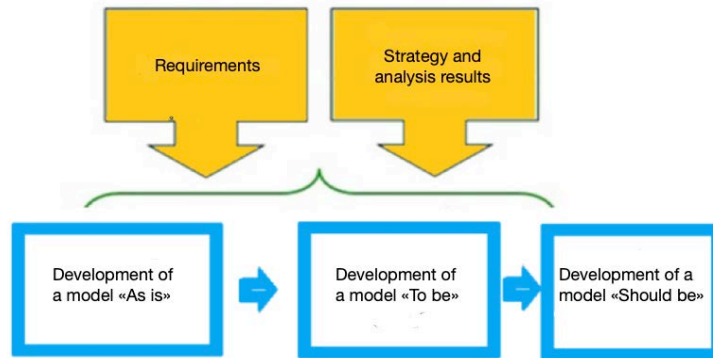 Requirements
Strategy and
analysis results
Development of
a model «As is»
Development of
a model «To be»
Development of a
model «Should be»